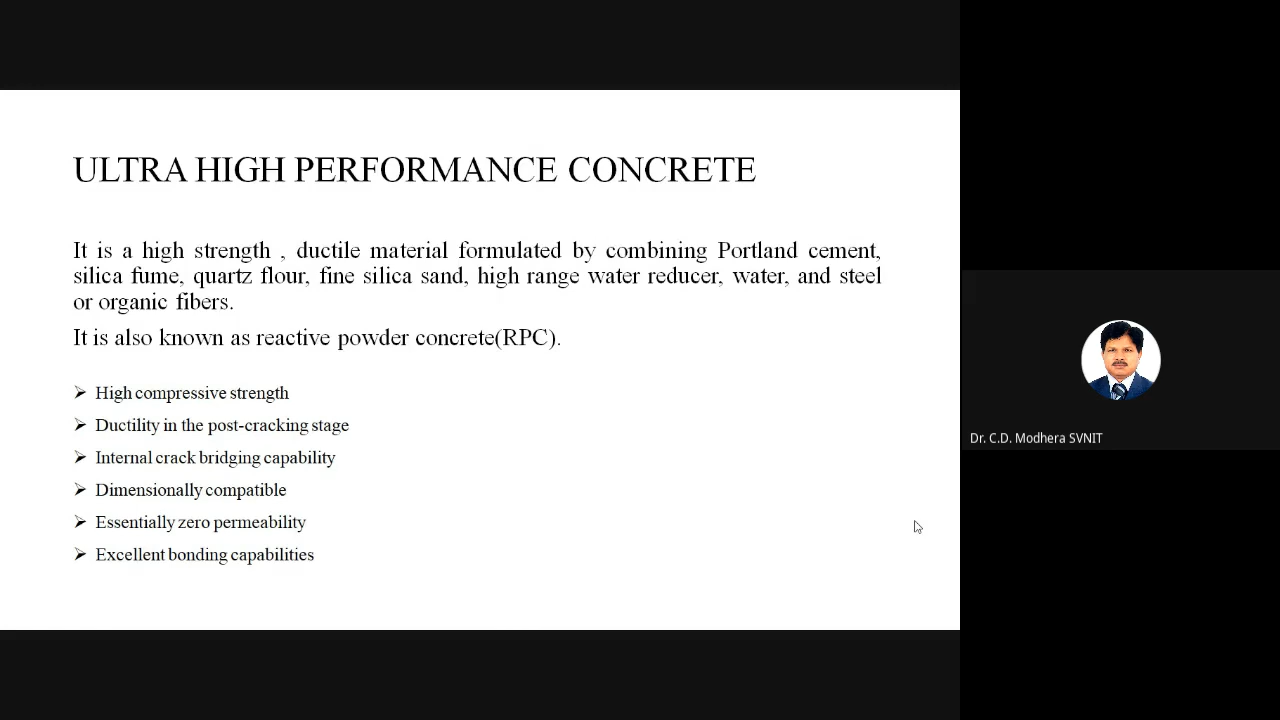 ULTRA HIGH PERFORMANCE CONCRETE
It is a high strength , ductile material formulated by combining Portland cement,
silica fume, quartz flour, fine silica sand, high range water reducer, water, and steel
or organic fibers.
It is also known as reactive powder concrete(RPC).
➢ High compressive strength
➢ Ductility in the post-cracking stage
➢ Internal crack bridging capability
➢ Dimensionally compatible
➢ Essentially zero permeability
➢ Excellent bonding capabilities
Dr. C.D. Modhera SVNIT